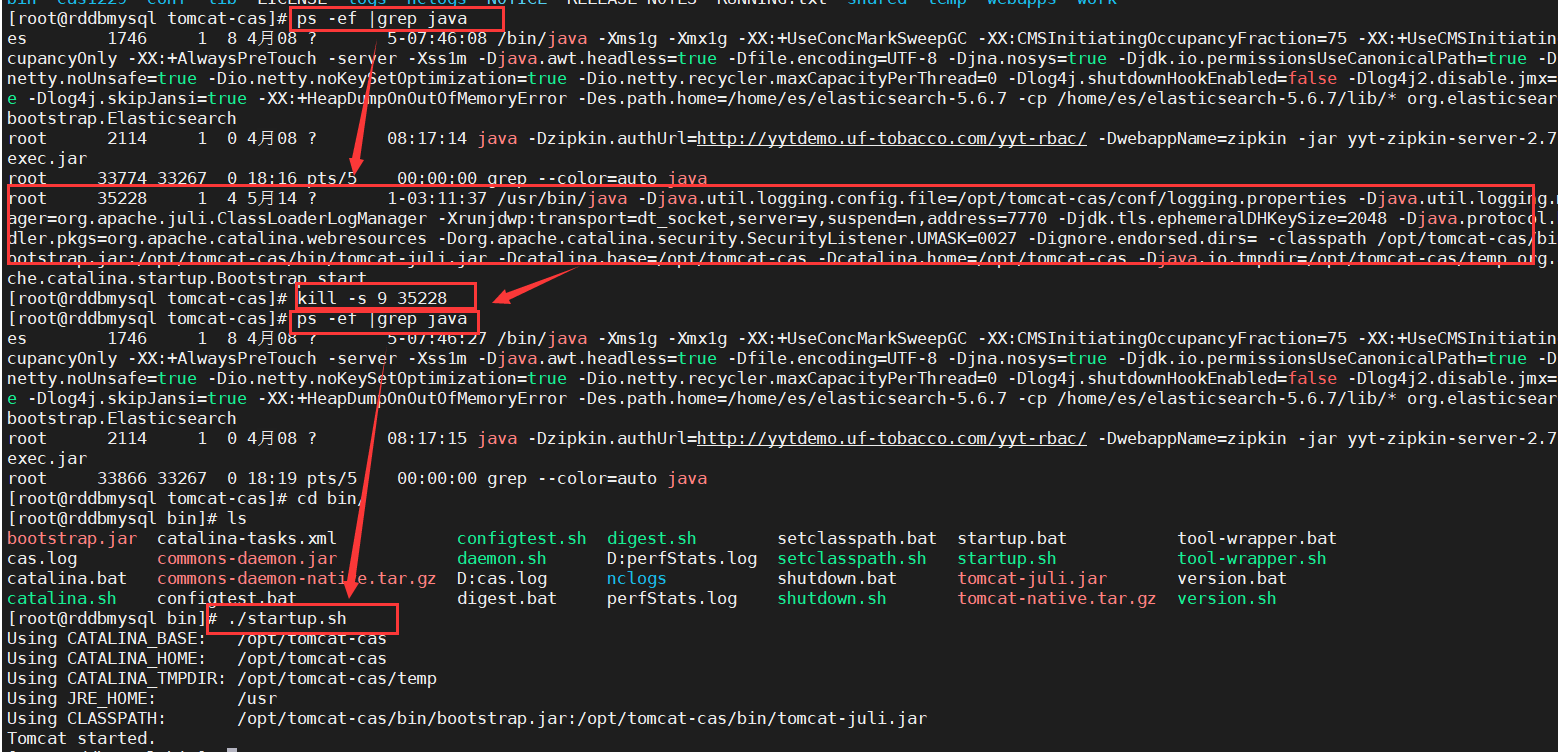 bin cas1229 conf lib LICENSE logs nclogs NOTICE RELEASE-NOTES RUNNING.txt shared temp webapps work
[root@rddbmysql tomcat-cas]# ps -ef |grep java
es 1746 1 8 4月08 ? 5-07:46:08 /bin/java -Xms1g -Xmx1g -XX:+UseConcMarkSweepGC -XX:CMSInitiatingOccupancyFraction=75 -XX:+UseCMSInitiatin
cupancyOnly -XX:+AlwaysPreTouch -server -Xss1m -Djava.awt.headless=true -Dfile.encoding=UTF-8 -Djna.nosys=true -Djdk.io.permissionsUseCanonicalPath=true -D
netty.noUnsafe=true -Dio.netty.noKeySetOptimization=true -Dio.netty.recycler.maxCapacityPerThread=0 -Dlog4j.shutdownHookEnabled=false -Dlog4j2.disable.jmx=
e -Dlog4j.skipJansi=true -XX:+HeapDumpOnOutOfMemoryError -Des.path.home=/home/es/elasticsearch-5.6.7 -cp /home/es/elasticsearch-5.6.7/lib/* org.elasticsear
bootstrap.Elasticsearch
root 2114 1 0 4月08 ? 08:17:14 java -Dzipkin.authUrl=http://yytdemo.uf-tobacco.com/yyt-rbac/ -DwebappName=zipkin -jar yyt-zipkin-server-2.7
exec.jar
root 33774 33267 0 18:16 pts/5 00:00:00 grep --color=auto java
root 35228 1 4 5月14 ? 1-03:11:37 /usr/bin/java -Djava.util.logging.config.file=/opt/tomcat-cas/conf/logging.properties -Djava.util.logging.m
ager=org.apache.juli.ClassLoaderLogManager -Xrunjdwp:transport=dt_socket,server=y,suspend=n,address=7770 -Djdk.tls.ephemeralDHKeySize=2048 -Djava.protocol.
dler.pkgs=org.apache.catalina.webresources -Dorg.apache.catalina.security.SecurityListener.UMASK=0027 -Dignore.endorsed.dirs= -classpath /opt/tomcat-cas/bi
ootstrap.jar:/opt/tomcat-cas/bin/tomcat-juli.jar -Dcatalina.base=/opt/tomcat-cas -Dcatalina.home=/opt/tomcat-cas -Djava.io.tmpdir=/opt/tomcat-cas/temp org.
che.catalina.startup.Bootstrap start
[root@rddbmysql tomcat-cas]# kill -s 9 35228
[root@rddbmysql tomcat-cas]# ps -ef |grep java
es 1746 1 8 4月08 ? 5-07:46:27 /bin/java -Xms1g -Xmx1g -XX:+UseConcMarkSweepGC -XX:CMSInitiatingOccupancyFraction=75 -XX:+UseCMSInitiatin
cupancyOnly -XX:+AlwaysPreTouch -server -Xss1m -Djava.awt.headless=true -Dfile.encoding=UTF-8 -Djna.nosys=true -Djdk.io.permissionsUseCanonicalPath=true -D
netty.noUnsafe=true -Dio.netty.noKeySetOptimization=true -Dio.netty.recycler.maxCapacityPerThread=0 -Dlog4j.shutdownHookEnabled=false -Dlog4j2.disable.jmx=
e -Dlog4j.skipJansi=true -XX:+HeapDumpOnOutOfMemoryError -Des.path.home=/home/es/elasticsearch-5.6.7 -cp /home/es/elasticsearch-5.6.7/lib/* org.elasticsear
bootstrap.Elasticsearch
root 2114 1 0 4月08 ? 08:17:15 java -Dzipkin.authUrl=http://yytdemo.uf-tobacco.com/yyt-rbac/ -DwebappName=zipkin -jar yyt-zipkin-server-2.7
exec.jar
root 33866 33267 0 18:19 pts/5 00:00:00 grep --color=auto java
[root@rddbmysql tomcat-cas]# cd bin/
[root@rddbmysql bin]# ls
bootstrap.jar catalina-tasks.xml configtest.sh digest.sh setclasspath.bat startup.bat tool-wrapper.bat
cas.log commons-daemon.jar daemon.sh D:perfStats.log setclasspath.sh startup.sh tool-wrapper.sh
catalina.bat commons-daemon-native.tar.gz D:cas.log nclogs shutdown.bat tomcat-juli.jar version.bat
catalina.sh configtest.bat digest.bat perfStats.log shutdown.sh tomcat-native.tar.gz version.sh
[root@rddbmysql bin]# ./startup.sh
Using CATALINA_BASE: /opt/tomcat-cas
Using CATALINA_HOME: /opt/tomcat-cas
Using CATALINA_TMPDIR: /opt/tomcat-cas/temp
Using JRE_HOME: /usr
Using CLASSPATH: /opt/tomcat-cas/bin/bootstrap.jar:/opt/tomcat-cas/bin/tomcat-juli.jar
Tomcat started.